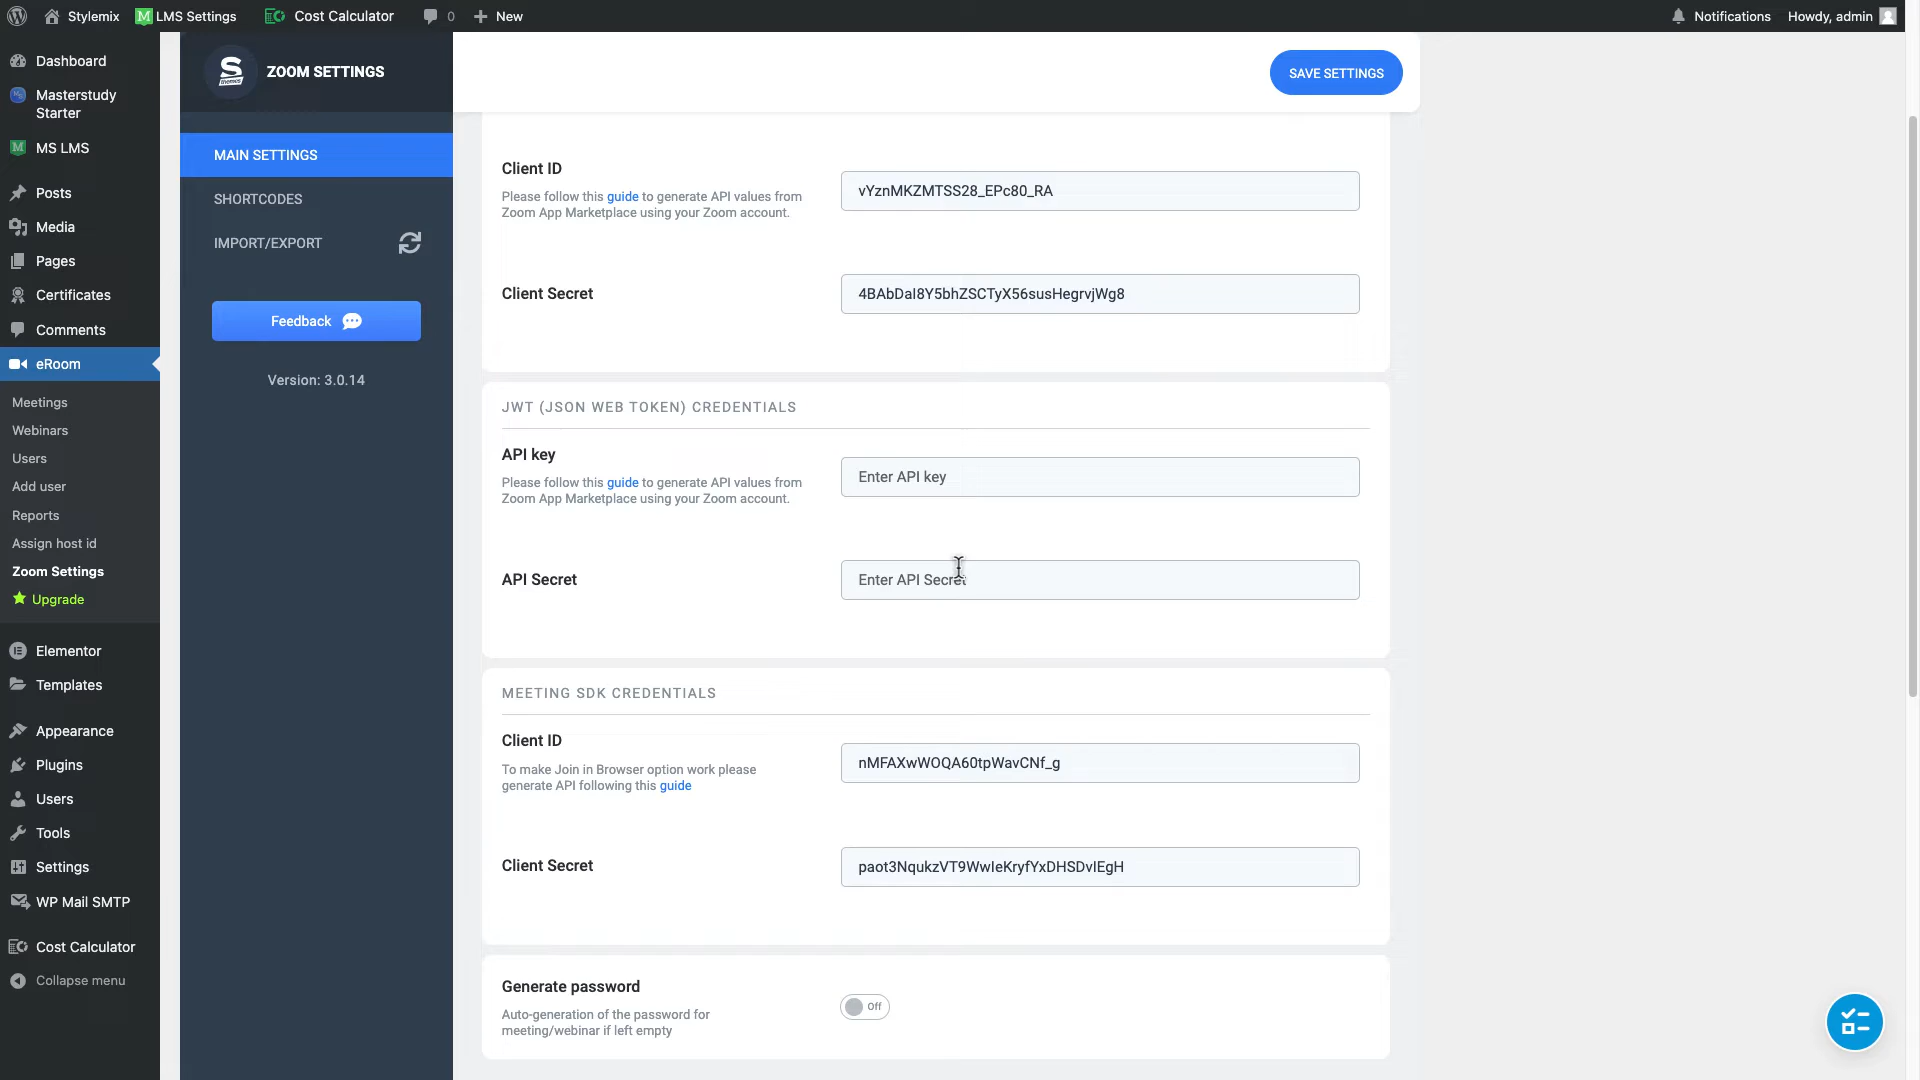 Stylemix
LMS Settings
Cost Calculator
0
New
Notifications
Howdy, admin
Dashboard
Masterstudy
Starter
MS LMS
Posts
Media
Pages
Certificates
Comments
eRoom
Meetings
Webinars
Users
Add user
Reports
Assign host id
Zoom Settings
Upgrade
Elementor
Templates
Appearance
Plugins
Users
Tools
Settings
WP Mail SMTP
Cost Calculator
Collapse menu
ZOOM SETTINGS
MAIN SETTINGS
SHORTCODES
IMPORT/EXPORT
Feedback
Version: 3.0.14
SAVE SETTINGS
Client ID
Please follow this guide to generate API values from
Zoom App Marketplace using your Zoom account.
vYznMKZMTSS28_EPc80_RA
Client Secret
4BAbDaI8Y5bhZSCTyX56susHegrvjWg8
JWT (JSON WEB TOKEN) CREDENTIALS
API key
Please follow this guide to generate API values from
Zoom App Marketplace using your Zoom account.
Enter API key
API Secret
Enter API Secret
MEETING SDK CREDENTIALS
Client ID
To make Join in Browser option work please
generate API following this guide
nMFAXwWOQA60tpWavCNf_g
Client Secret
paot3NqukzVT9WwIeKryfYxDHSDvIEgH
Generate password
Auto-generation of the password for
meeting/webinar if left empty
Off